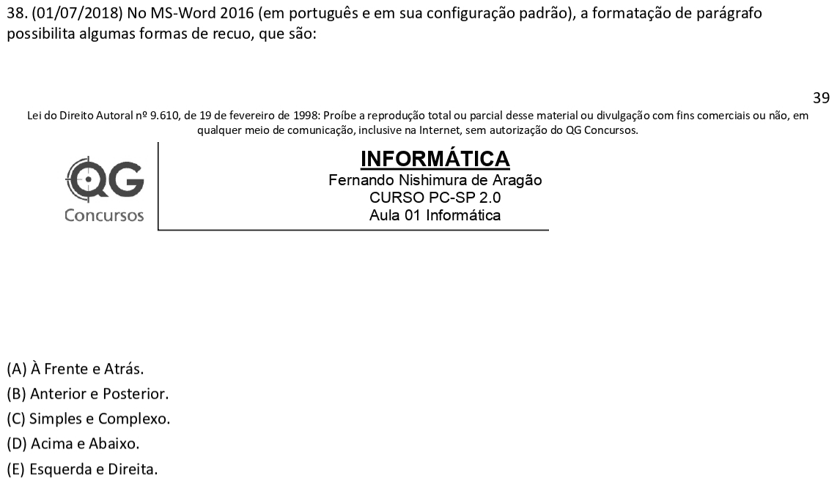 38. (01/07/2018) No MS-Word 2016 (em português e em sua configuração padrão), a formatação de parágrafo
possibilita algumas formas de recuo, que são:
39
Lei do Direito Autoral nº 9.610, de 19 de fevereiro de 1998: Proíbe a reprodução total ou parcial desse material ou divulgação com fins comerciais ou não, em
qualquer meio de comunicação, inclusive na Internet, sem autorização do QG Concursos.
QG
Concursos
INFORMÁTICA
Fernando Nishimura de Aragão
CURSO PC-SP 2.0
Aula 01 Informática
(A) À Frente e Atrás.
(B) Anterior e Posterior.
(C) Simples e Complexo.
(D) Acima e Abaixo.
(E) Esquerda e Direita.